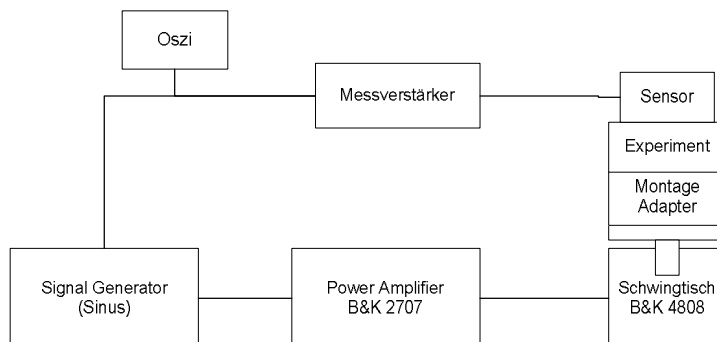 Oszi
Messverstärker
Sensor
Experiment
Montage
Adapter
Signal Generator
(Sinus)
Power Amplifier
B&K 2707
Schwingtisch
B&K 4808